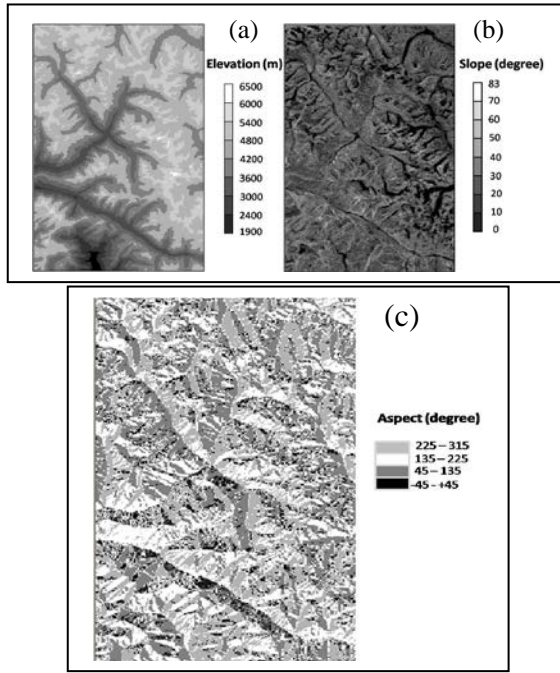 (a)
Elevation (m)
6500
6000
5400
4800
4200
3600
3000
2400
1900
(b)
Slope (degree)
83
70
60
50
40
30
20
10
0
(c)
Aspect (degree)
225 – 315
135 – 225
45 – 135
-45 - +45